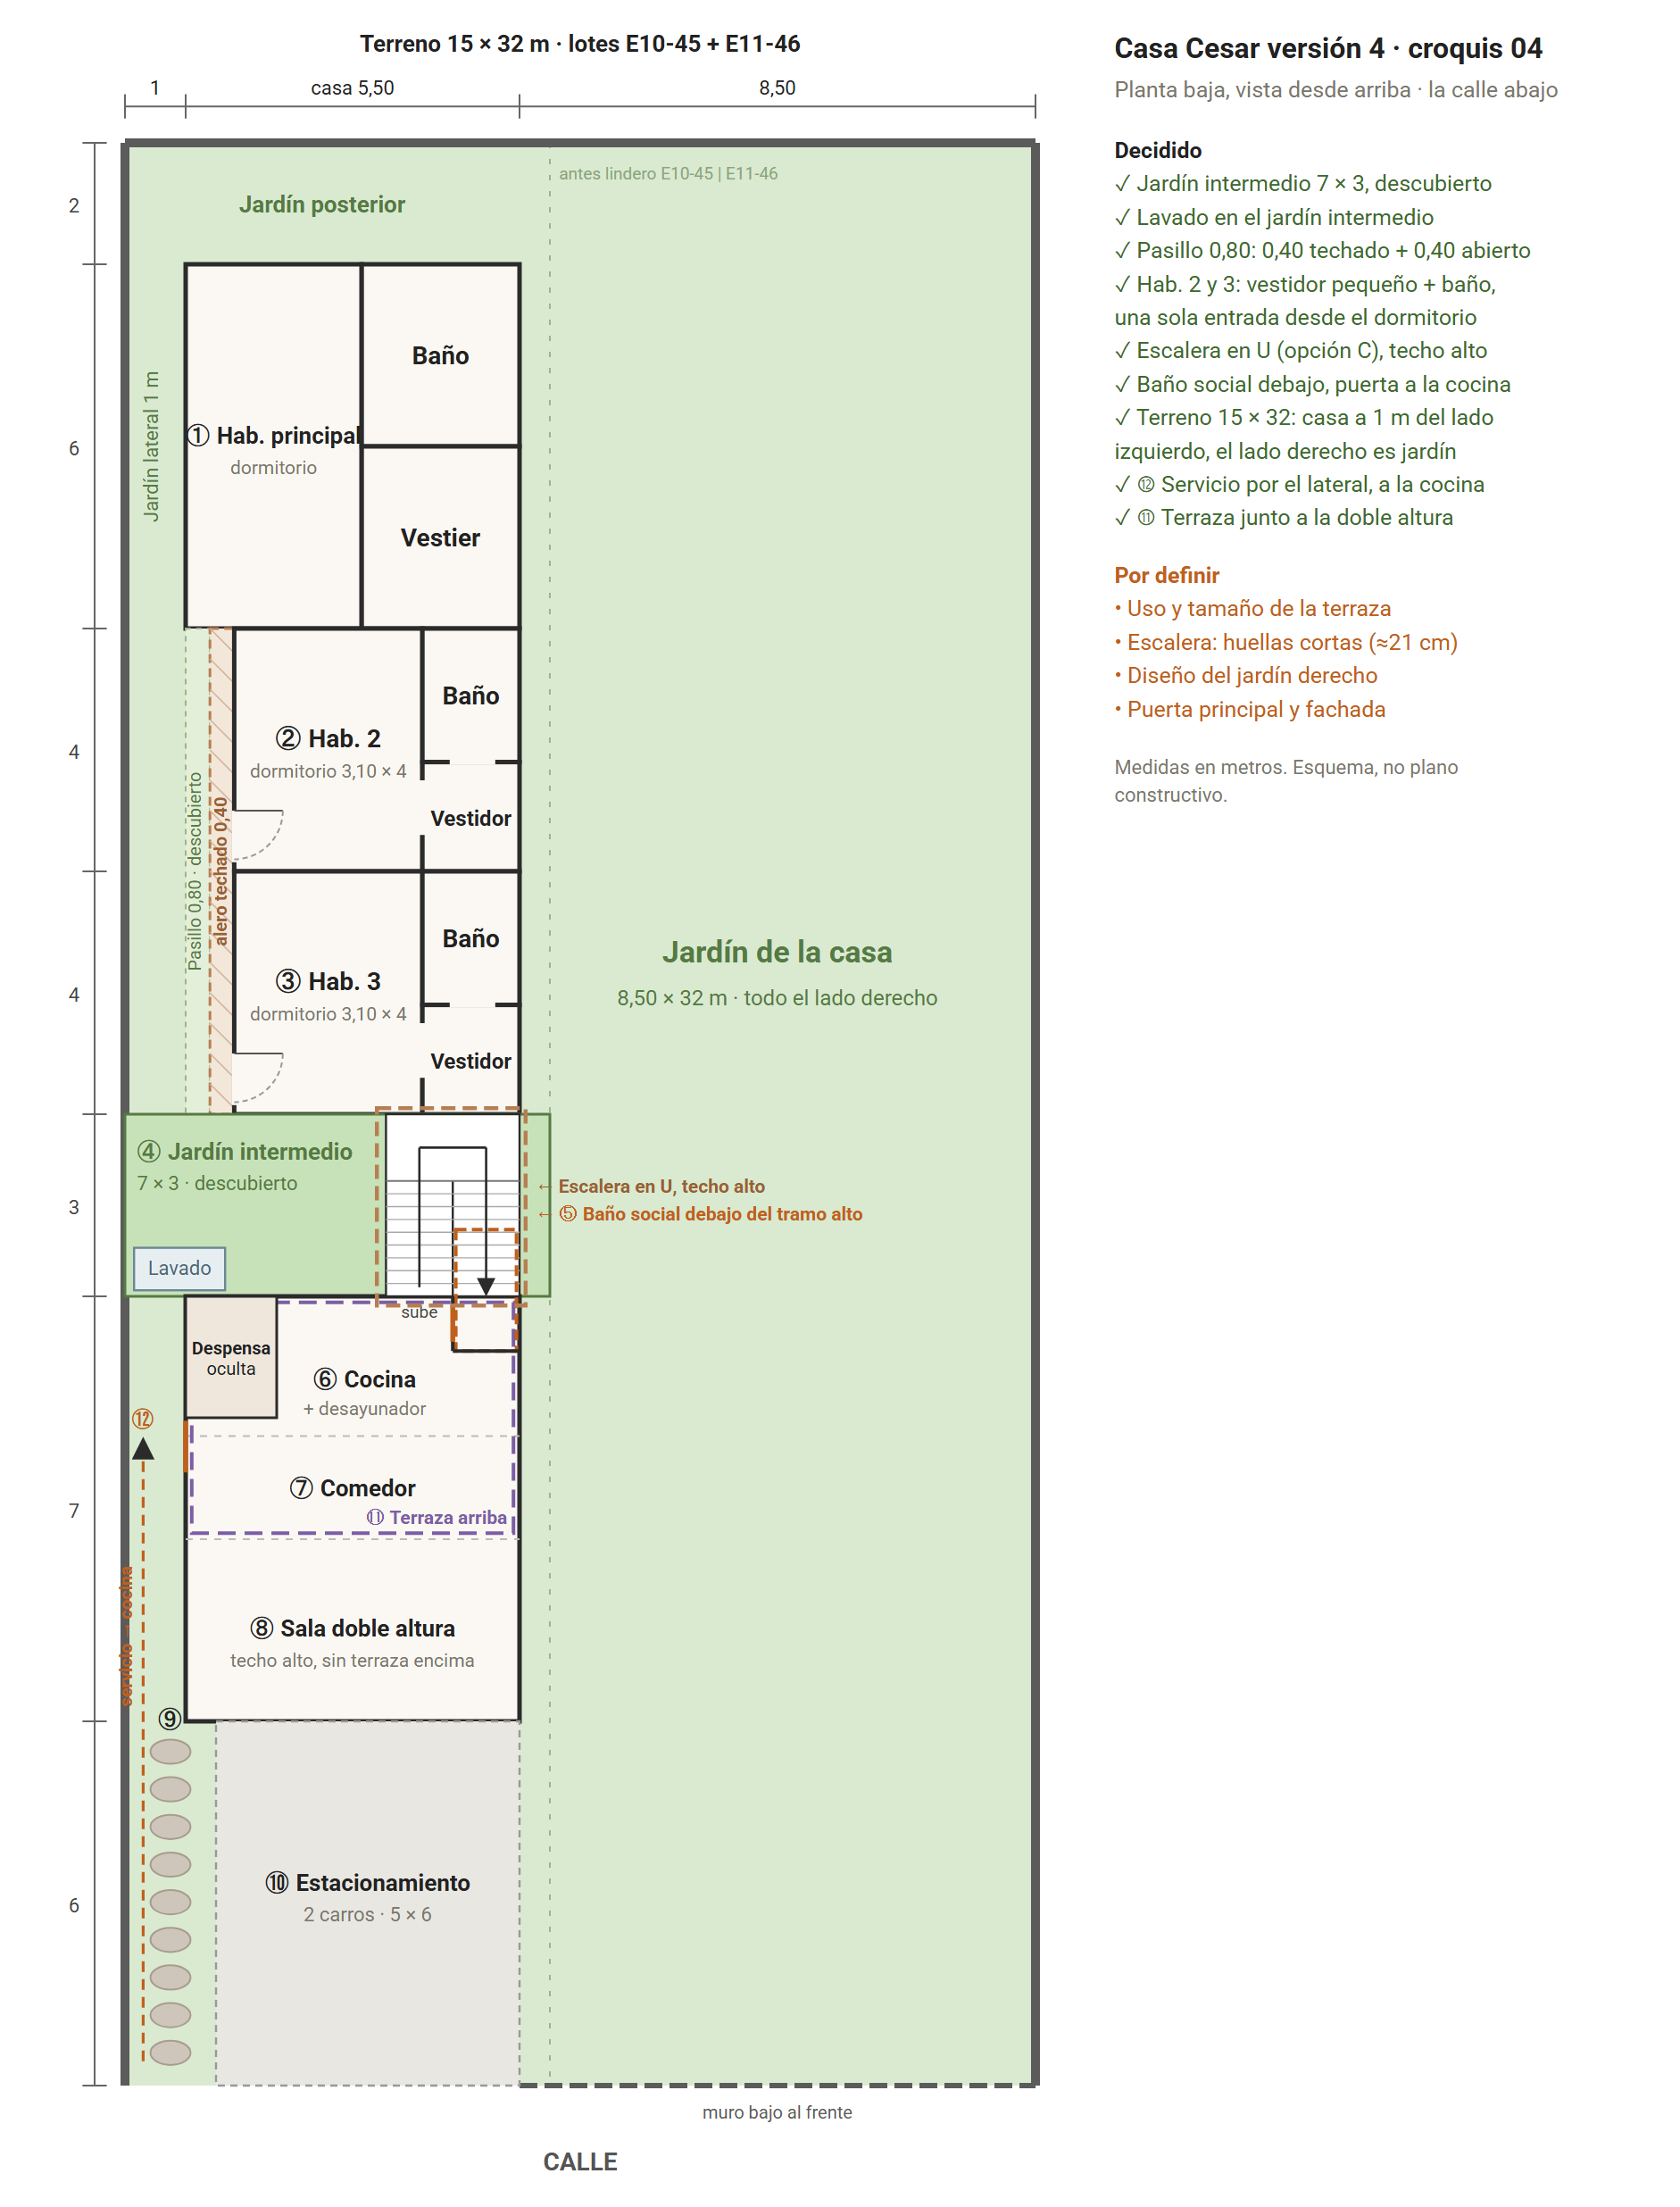 Terreno 15 × 32 m · lotes E10-45 + E11-46
1
casa 5,50
8,50
2
6
4
4
3
7
6
antes lindero E10-45 | E11-46
Jardín posterior
Jardín lateral 1 m
Baño
① Hab. principal
dormitorio
Vestier
Baño
② Hab. 2
dormitorio 3,10 × 4
Vestidor
Pasillo 0,80 · descubierto
alero techado 0,40
Baño
③ Hab. 3
dormitorio 3,10 × 4
Vestidor
Jardín de la casa
8,50 × 32 m · todo el lado derecho
④ Jardín intermedio
7 × 3 · descubierto
Lavado
← Escalera en U, techo alto
← ⑤ Baño social debajo del tramo alto
sube
Despensa
oculta
⑥ Cocina
+ desayunador
⑫
⑦ Comedor
⑪ Terraza arriba
servicio → cocina
⑧ Sala doble altura
techo alto, sin terraza encima
⑨
⑩ Estacionamiento
2 carros · 5 × 6
muro bajo al frente
CALLE
Casa Cesar versión 4 · croquis 04
Planta baja, vista desde arriba · la calle abajo
Decidido
✓ Jardín intermedio 7 × 3, descubierto
✓ Lavado en el jardín intermedio
✓ Pasillo 0,80: 0,40 techado + 0,40 abierto
✓ Hab. 2 y 3: vestidor pequeño + baño,
una sola entrada desde el dormitorio
✓ Escalera en U (opción C), techo alto
✓ Baño social debajo, puerta a la cocina
✓ Terreno 15 × 32: casa a 1 m del lado
izquierdo, el lado derecho es jardín
✓ ⑫ Servicio por el lateral, a la cocina
✓ ⑪ Terraza junto a la doble altura
Por definir
• Uso y tamaño de la terraza
• Escalera: huellas cortas (≈21 cm)
• Diseño del jardín derecho
• Puerta principal y fachada
Medidas en metros. Esquema, no plano
constructivo.